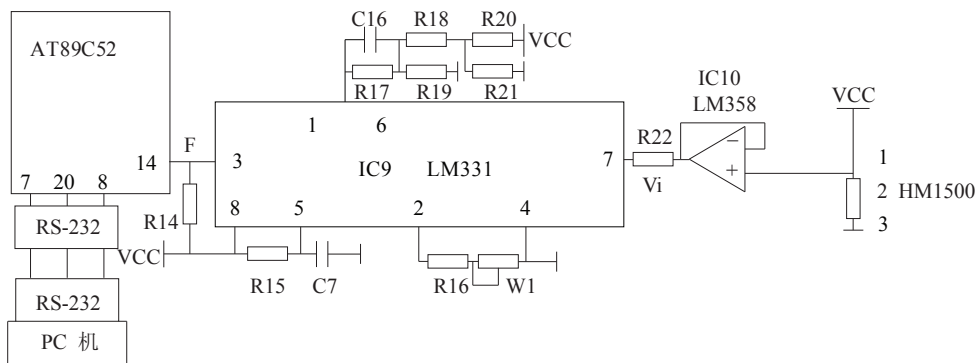 C16
R18
R20
VCC
AT89C52
R17
R19
R21
IC10
LM358
VCC
1
6
F
14
3
IC9
LM331
7
R22
−
+
Vi
1
2
HM1500
3
7
20
8
R14
8
5
2
4
RS-232
VCC
R15
C7
R16
W1
RS-232
PC 机